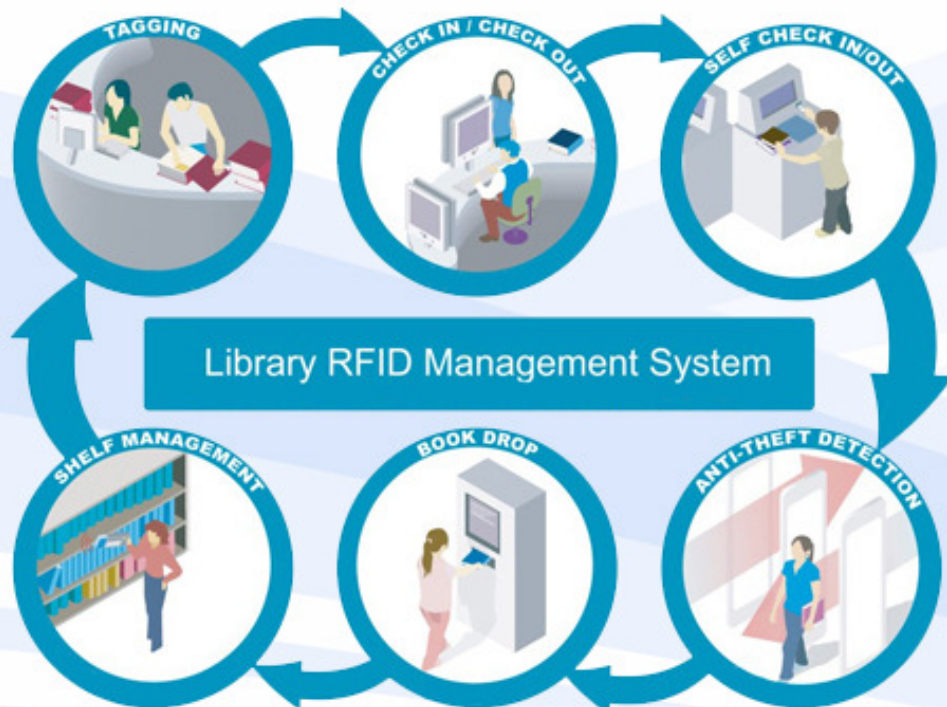 TAGGING
CHECK IN / CHECK OUT
SELF CHECK IN/OUT
Library RFID Management System
SHELF MANAGEMENT
BOOK DROP
ANTI-THEFT DETECTION